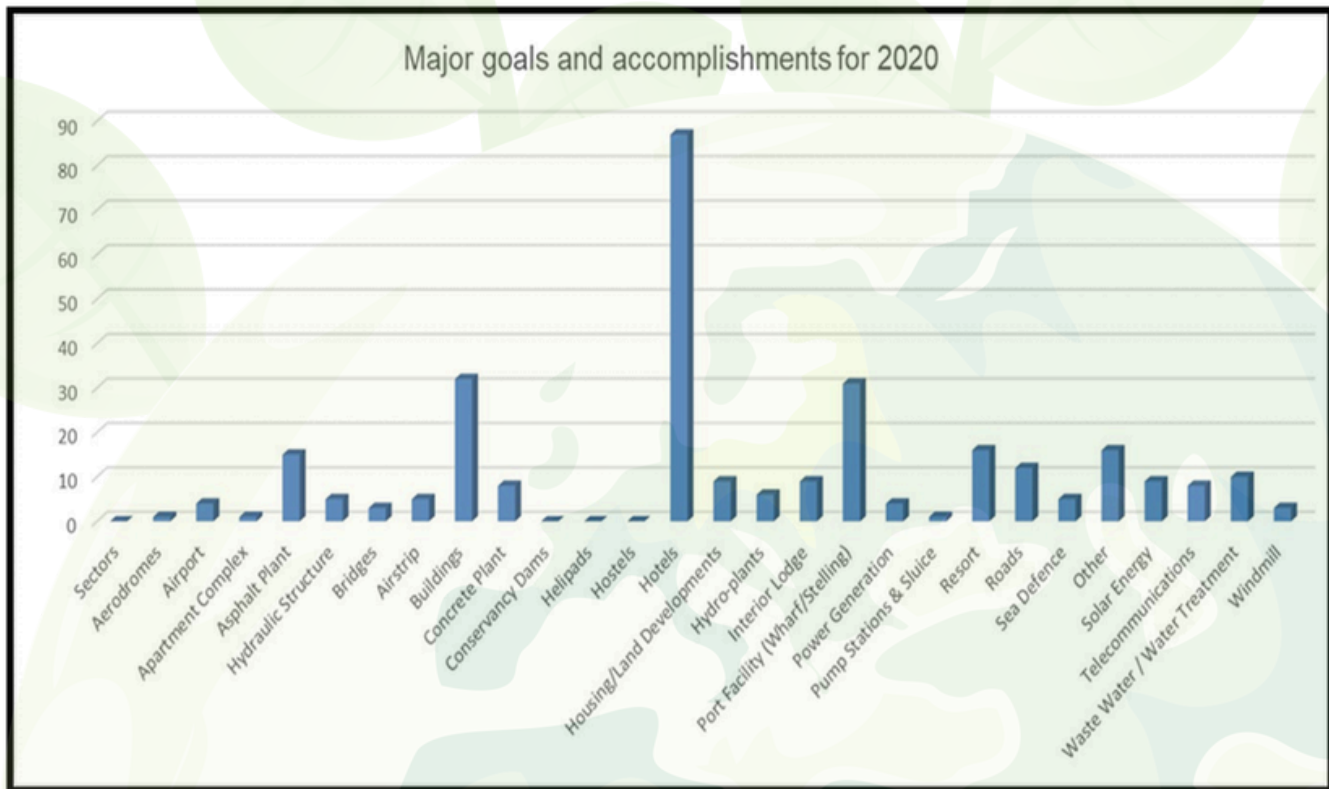 Major goals and accomplishments for 2020
90
80
70
60
50
40
30
20
10
0
Sectors
Aerodromes
Airport
Apartment Complex
Asphalt Plant
Hydraulic Structure
Bridges
Airstrip
Buildings
Concrete Plant
Conservancy Dams
Helipads
Hostels
Hotels
Housing/Land Developments
Hydro-plants
Interior Lodge
Port Facility (Wharf/Stelling)
Power Generation
Pump Stations & Sluice
Resort
Roads
Sea Defence
Other
Solar Energy
Telecommunications
Waste Water / Water Treatment
Windmill